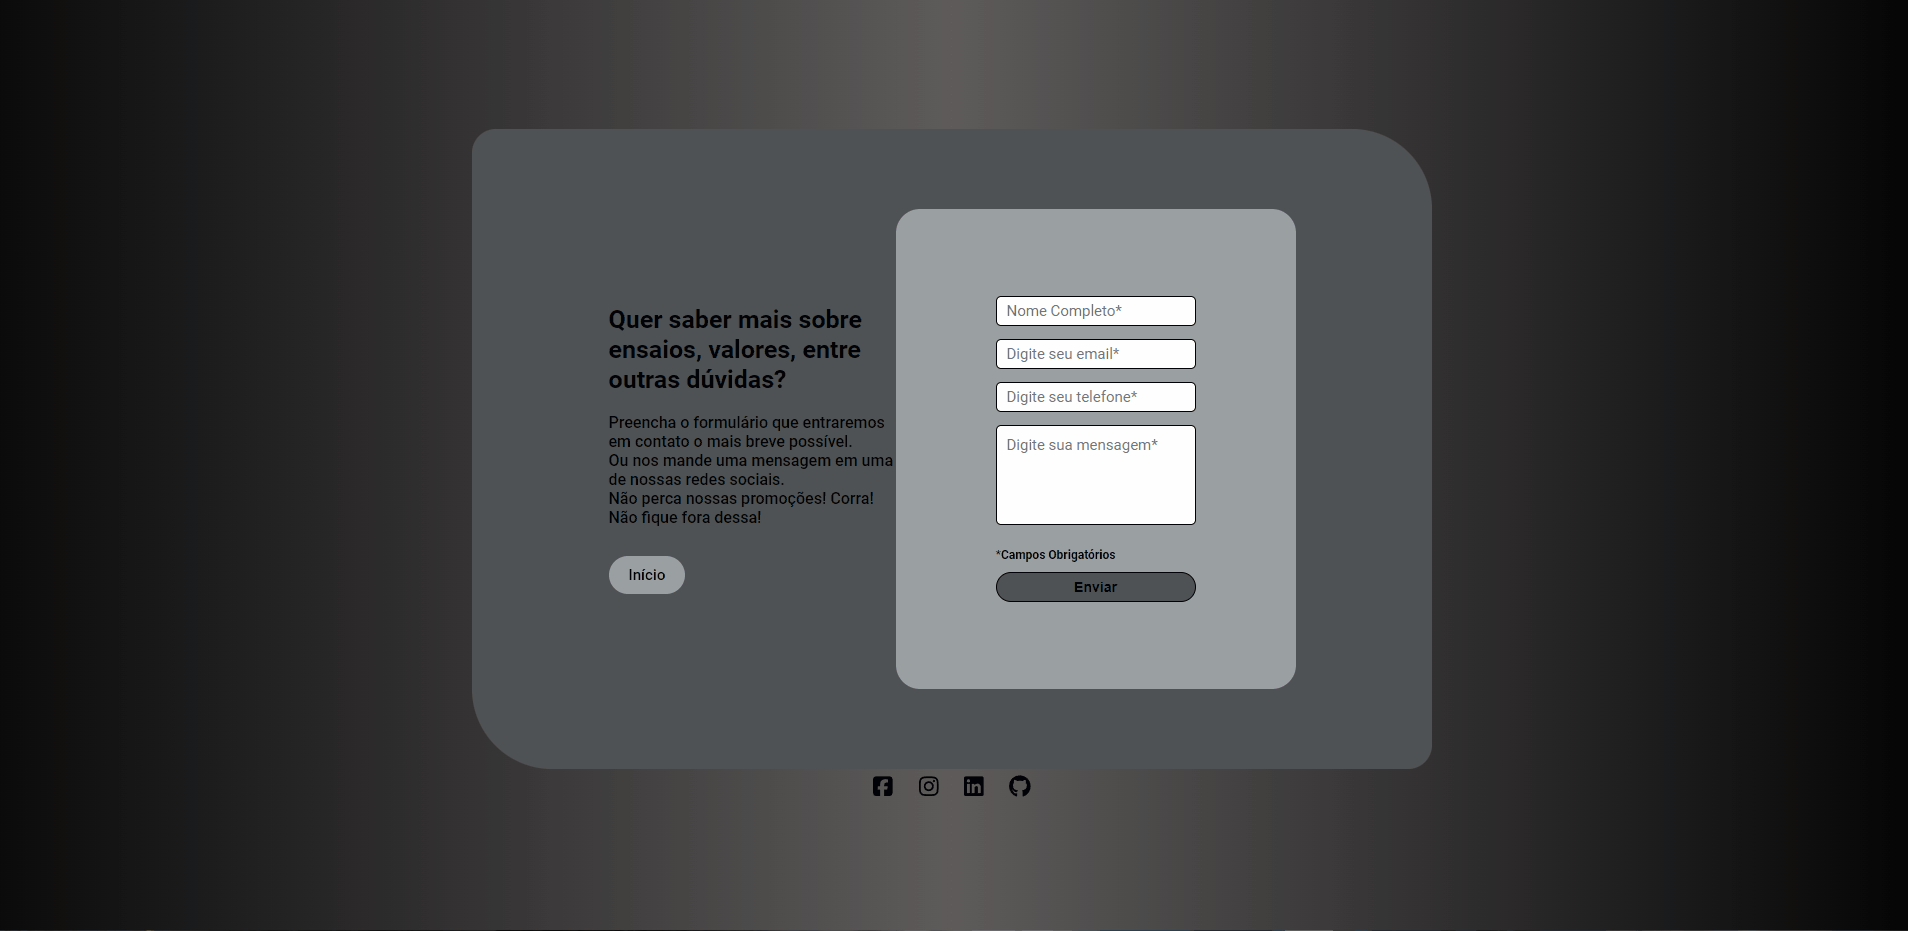 Quer saber mais sobre
ensaios, valores, entre
outras dúvidas?
Preencha o formulário que entraremos
em contato o mais breve possível.
Ou nos mande uma mensagem em uma
de nossas redes sociais.
Não perca nossas promoções! Corra!
Não fique fora dessa!
Início
Nome Completo*
Digite seu email*
Digite seu telefone*
Digite sua mensagem*
*Campos Obrigatórios
Enviar